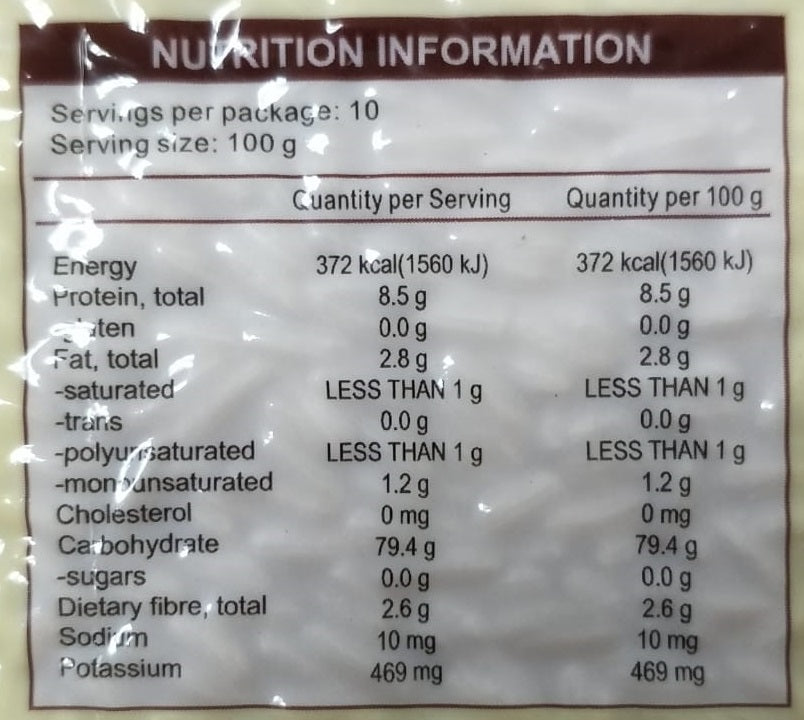 NUTRITION INFORMATION
Servings per package: 10
Serving size: 100 g
Quantity per Serving Quantity per 100 g
Energy 372 kcal(1560 kJ) 372 kcal(1560 kJ)
Protein, total 8.5 g 8.5 g
-gluten 0.0 g 0.0 g
Fat, total 2.8 g 2.8 g
-saturated LESS THAN 1 g LESS THAN 1 g
-trans 0.0 g 0.0 g
-polyunsaturated LESS THAN 1 g LESS THAN 1 g
-monounsaturated 1.2 g 1.2 g
Cholesterol 0 mg 0 mg
Carbohydrate 79.4 g 79.4 g
-sugars 0.0 g 0.0 g
Dietary fibre, total 2.6 g 2.6 g
Sodium 10 mg 10 mg
Potassium 469 mg 469 mg